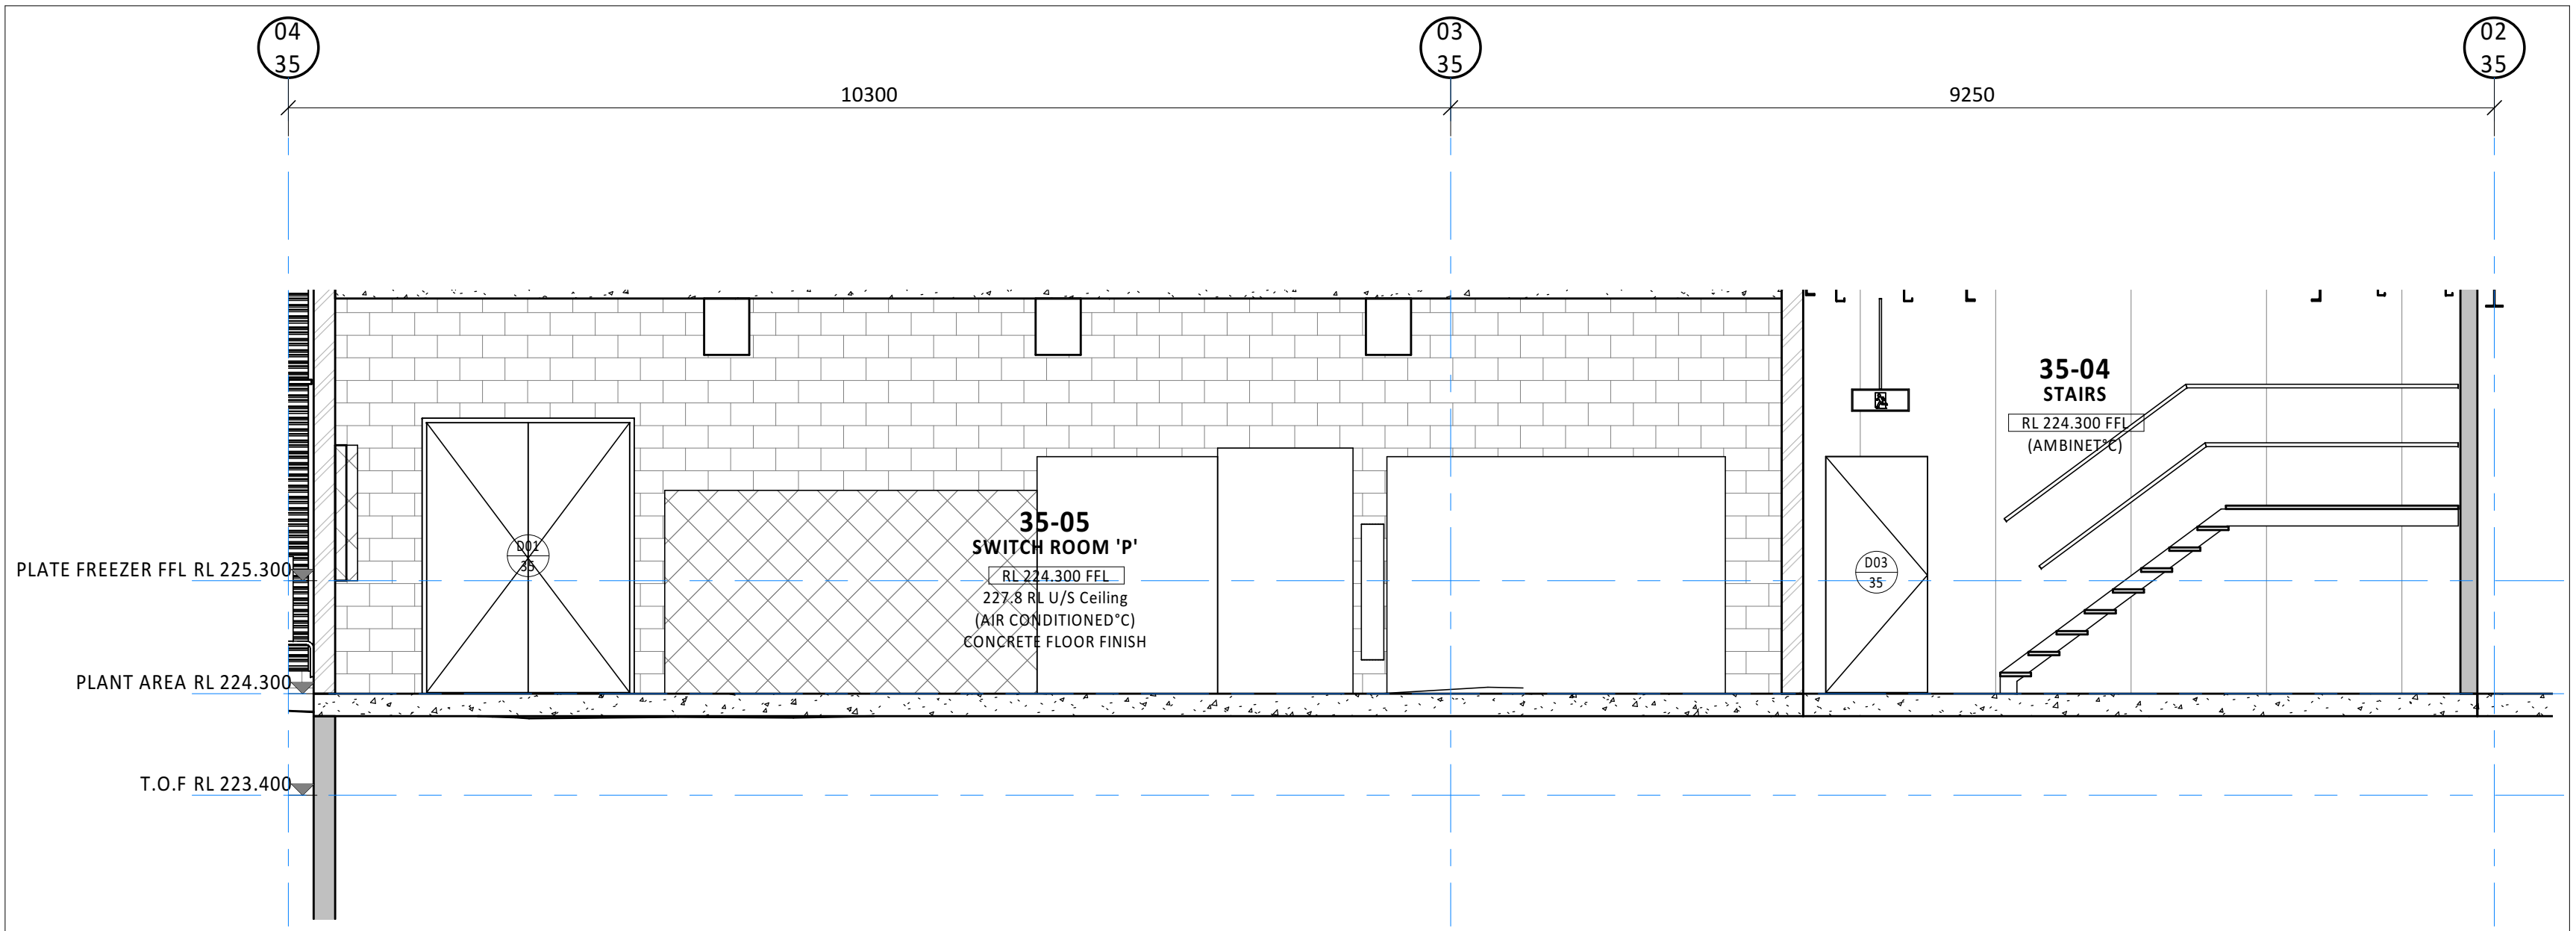 04
35
03
35
02
35
10300
9250
35-04
STAIRS
RL 224.300 FFL
(AMBINET°C)
D01
35
35-05
SWITCH ROOM 'P'
RL 224.300 FFL
227.8 RL U/S Ceiling
(AIR CONDITIONED°C)
CONCRETE FLOOR FINISH
D03
35
PLATE FREEZER FFL RL 225.300
PLANT AREA RL 224.300
T.O.F RL 223.400